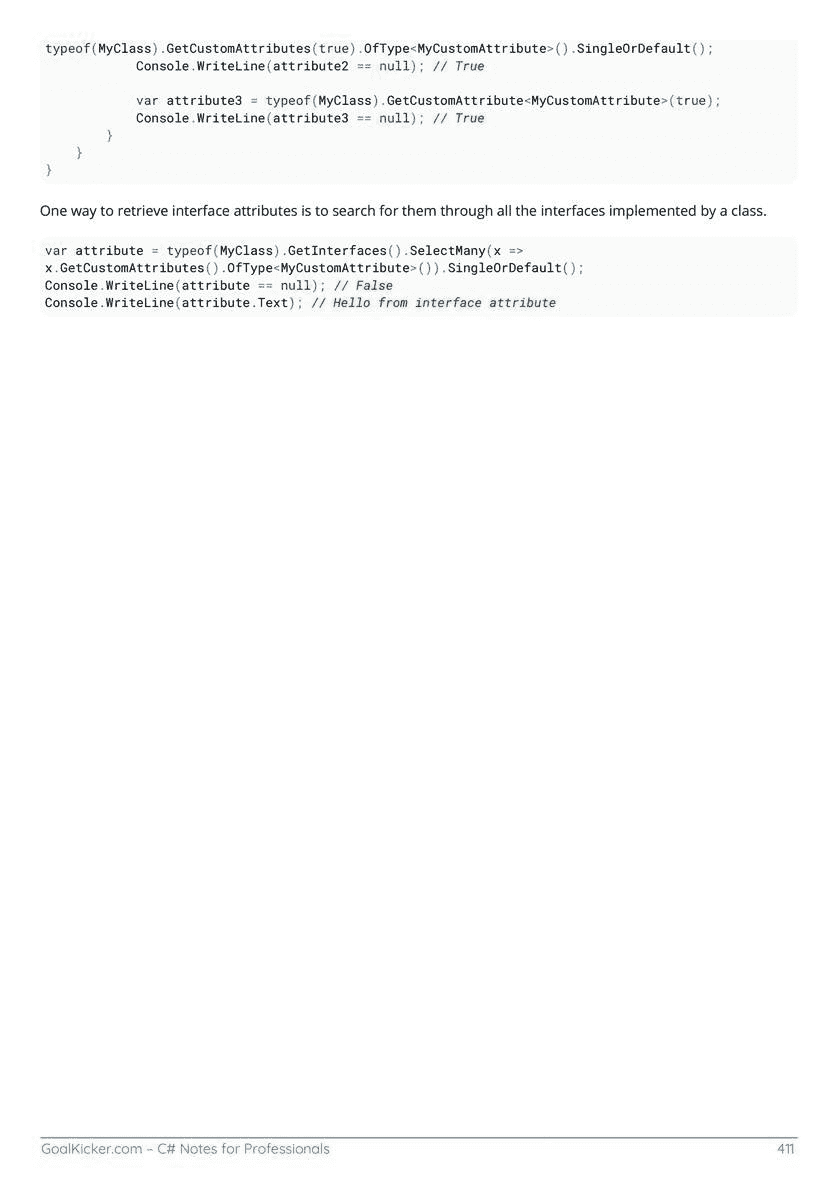 typeof(MyClass).GetCustomAttributes(true).OfType<MyCustomAttribute>().SingleOrDefault();
            Console.WriteLine(attribute2 == null); // True

            var attribute3 = typeof(MyClass).GetCustomAttribute<MyCustomAttribute>(true);
            Console.WriteLine(attribute3 == null); // True
        }
    }
}
One way to retrieve interface attributes is to search for them through all the interfaces implemented by a class.
var attribute = typeof(MyClass).GetInterfaces().SelectMany(x =>
x.GetCustomAttributes().OfType<MyCustomAttribute>()).SingleOrDefault();
Console.WriteLine(attribute == null); // False
Console.WriteLine(attribute.Text); // Hello from interface attribute
GoalKicker.com – C# Notes for Professionals 411